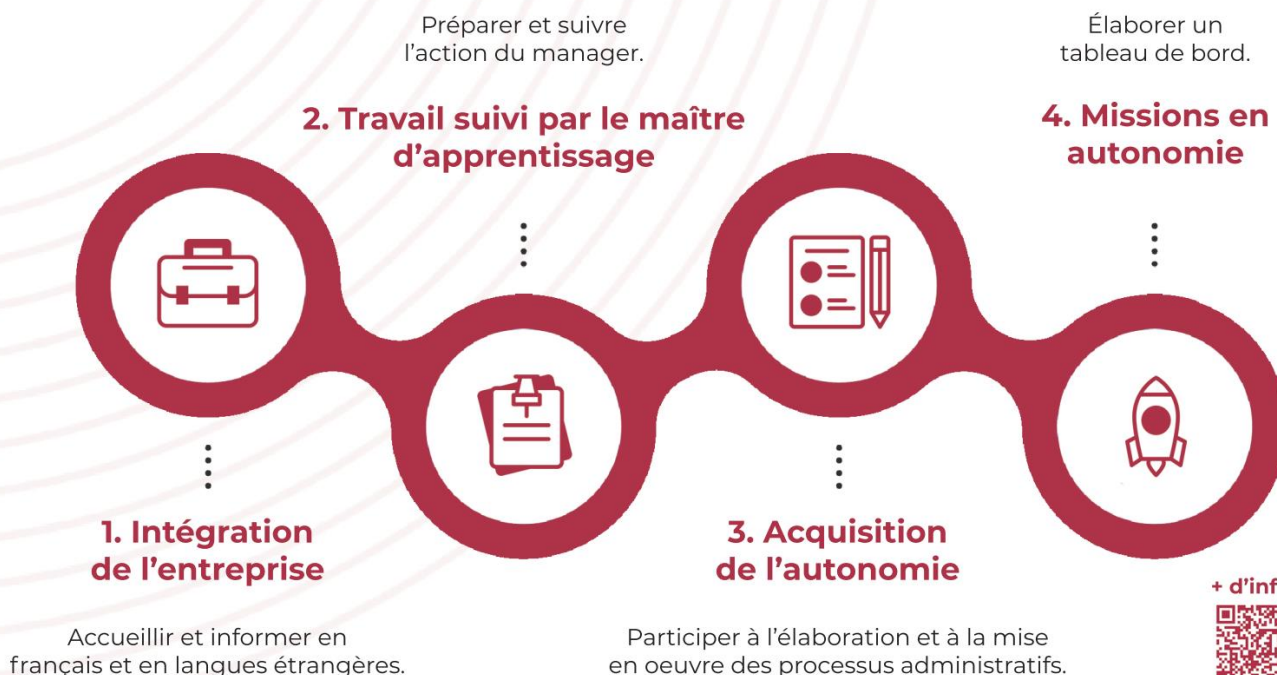 Préparer et suivre
l'action du manager.
2. Travail suivi par le maître
d'apprentissage
Élaborer un
tableau de bord.
4. Missions en
autonomie
1. Intégration
de l'entreprise
Accueillir et informer en
français et en langues étrangères.
3. Acquisition
de l'autonomie
Participer à l'élaboration et à la mise
en oeuvre des processus administratifs.
+ d'inf